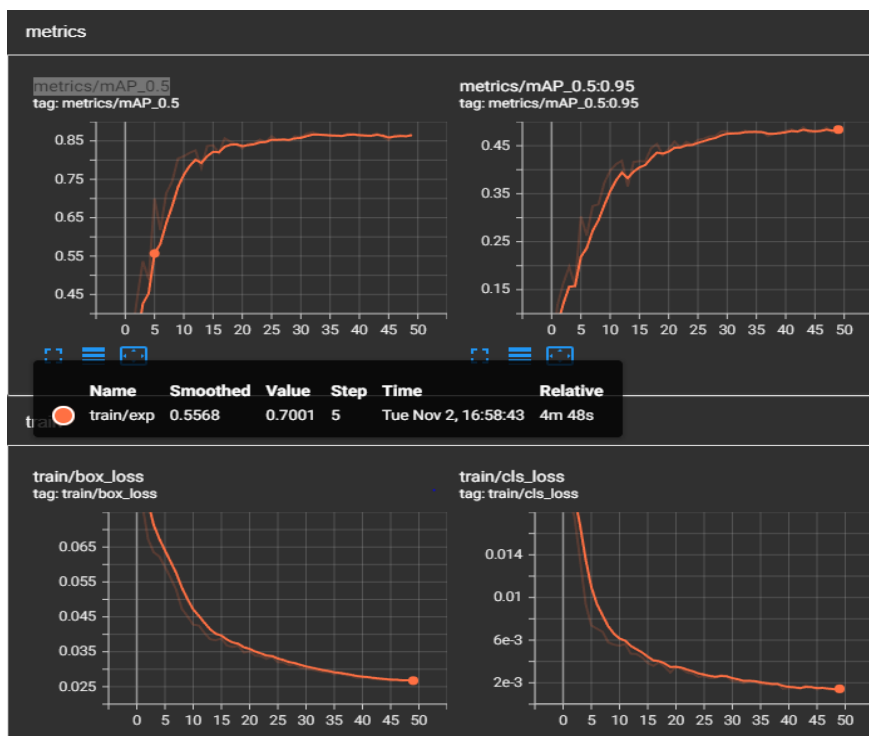 metrics
metrics/mAP_0.5
tag: metrics/mAP_0.5
0.85
0.75
0.65
0.55
0.45
0 5 10 15 20 25 30 35 40 45 50
metrics/mAP_0.5:0.95
tag: metrics/mAP_0.5:0.95
0.45
0.35
0.25
0.15
0 5 10 15 20 25 30 35 40 45 50
Name Smoothed Value Step Time Relative
train/exp 0.5568 0.7001 5 Tue Nov 2, 16:58:43 4m 48s
train/box_loss
tag: train/box_loss
0.065
0.055
0.045
0.035
0.025
0 5 10 15 20 25 30 35 40 45 50
train/cls_loss
tag: train/cls_loss
0.014
0.01
6e-3
2e-3
0 5 10 15 20 25 30 35 40 45 50